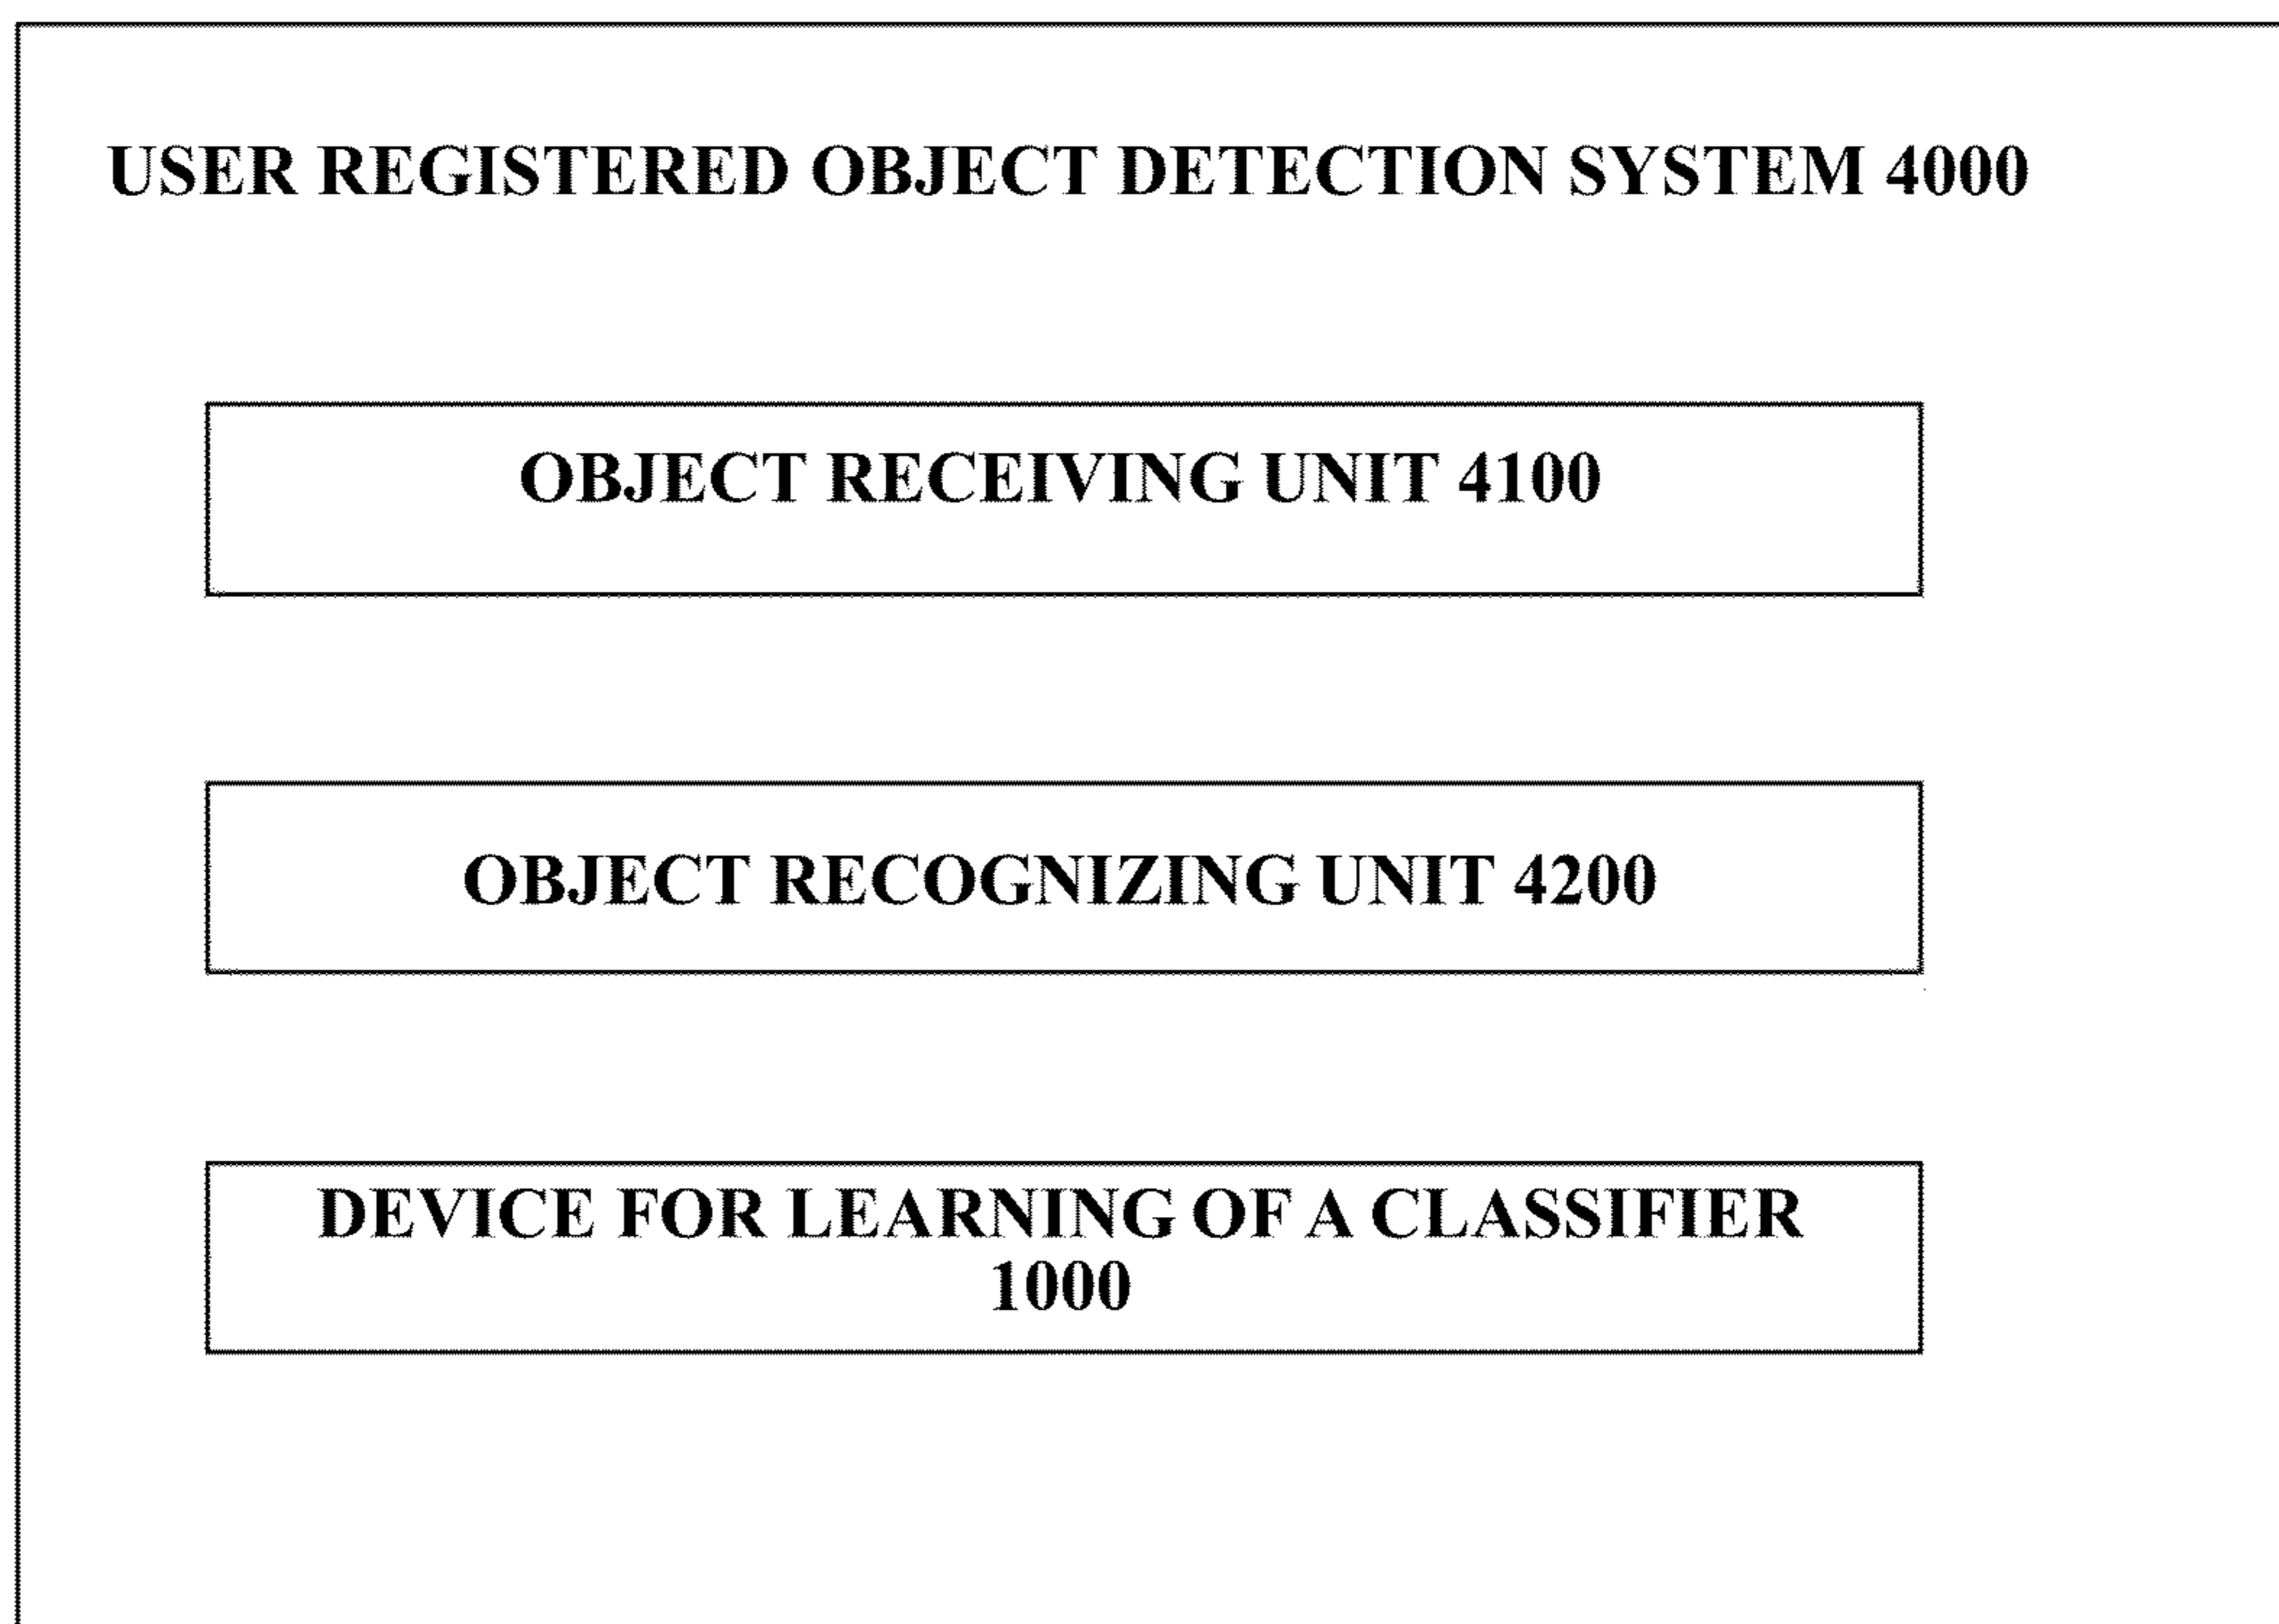 USER REGISTERED OBJECT DETECTION SYSTEM 4000
OBJECT RECEIVING UNIT 4100
OBJECT RECOGNIZING UNIT 4200
DEVICE FOR LEARNING OF A CLASSIFIER
1000